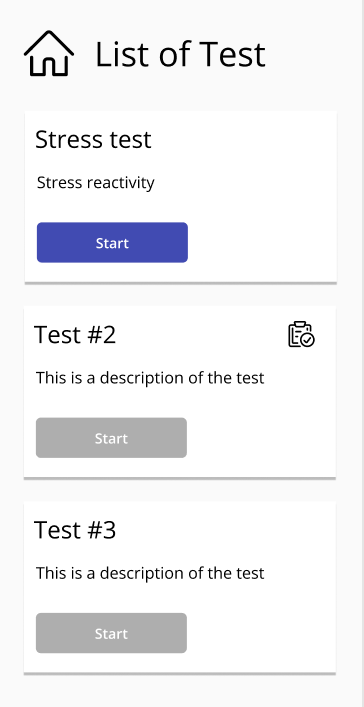 List of Test
Stress test
Stress reactivity
Start
Test #2
This is a description of the test
Start
Test #3
This is a description of the test
Start